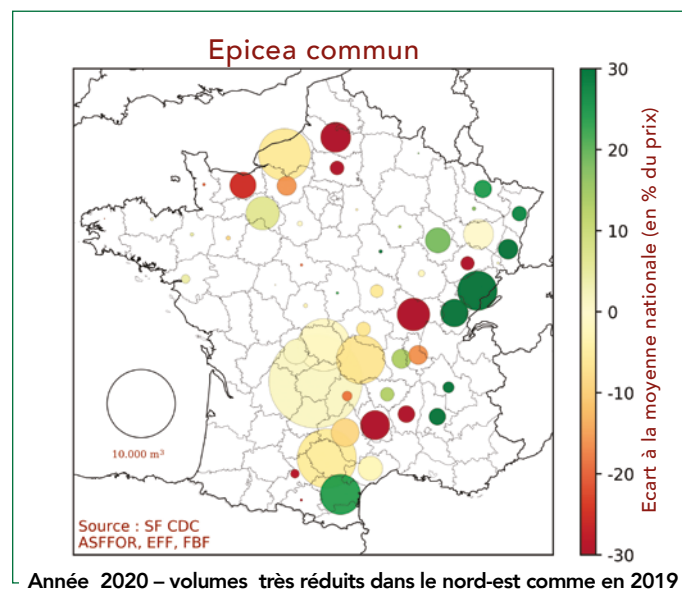 Epicea commun
30
20
10
0
-10
-20
-30
Ecart à la moyenne nationale (en % du prix)
10.000 m³
Source : SF CDC
ASFFOR, EFF, FBF
Année 2020 – volumes très réduits dans le nord-est comme en 2019